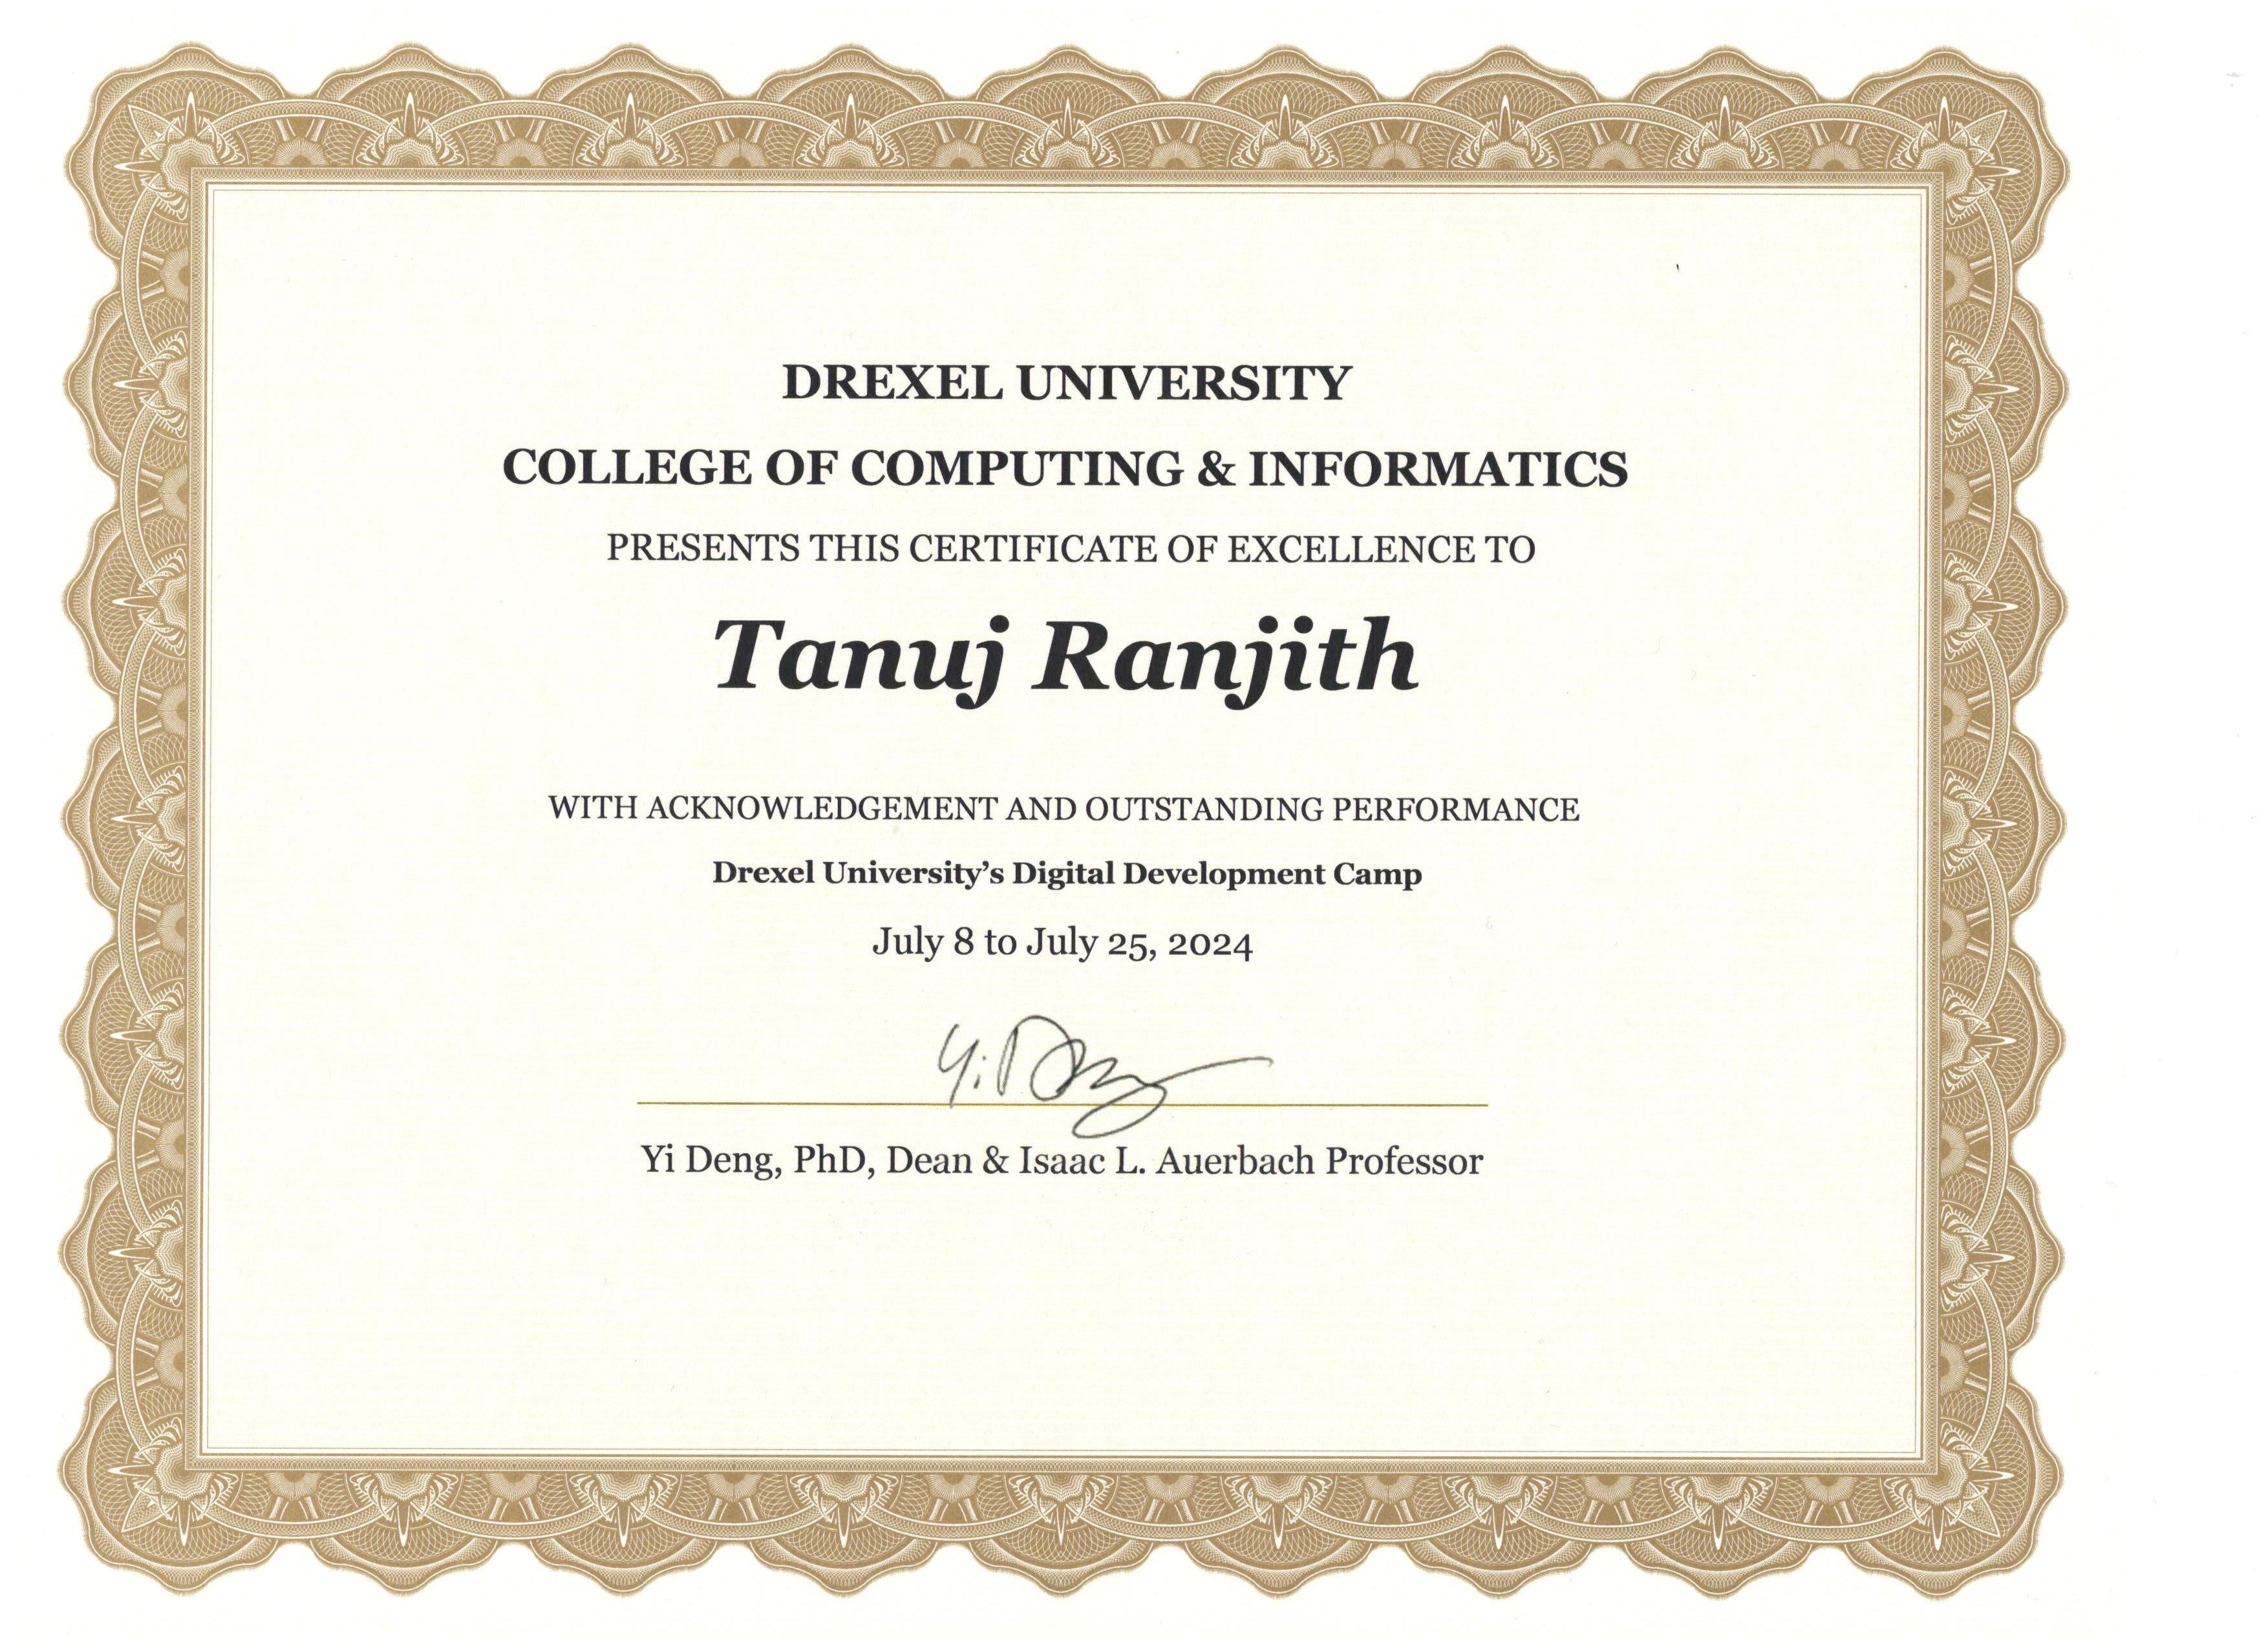 DREXEL UNIVERSITY
COLLEGE OF COMPUTING & INFORMATICS
PRESENTS THIS CERTIFICATE OF EXCELLENCE TO
Tanuj Ranjith
WITH ACKNOWLEDGEMENT AND OUTSTANDING PERFORMANCE
Drexel University’s Digital Development Camp
July 8 to July 25, 2024
Yi Deng
Yi Deng, PhD, Dean & Isaac L. Auerbach Professor